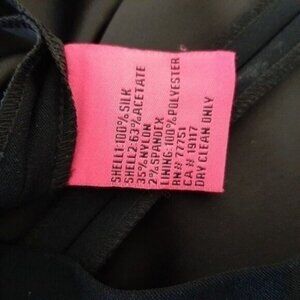 SHELL1:100% SILK
SHELL2:63% ACETATE
35% NYLON
2% SPANDEX
LINING:100% POLYESTER
RN# 77751
CA# 19117
DRY CLEAN ONLY